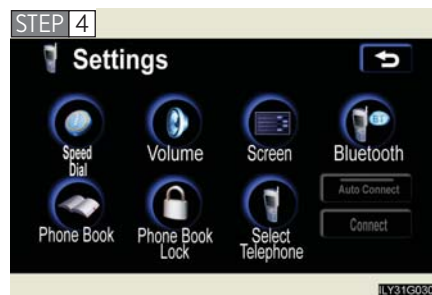 STEP 4
Settings
Speed
Dial
Volume
Screen
Bluetooth
Auto Connect
Phone Book
Phone Book
Lock
Select
Telephone
Connect
ILY31G030